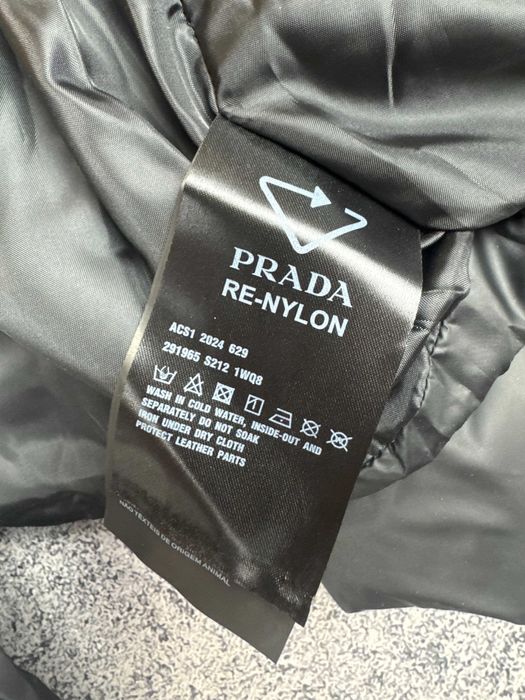 PRADA
RE-NYLON
ACS1 2024 629
291965 S212 1WQ8
WASH IN COLD WATER, INSIDE-OUT AND
SEPARATELY DO NOT SOAK
IRON UNDER DRY CLOTH
PROTECT LEATHER PARTS
NÃO TÊXTEIS DE ORIGEM ANIMAL